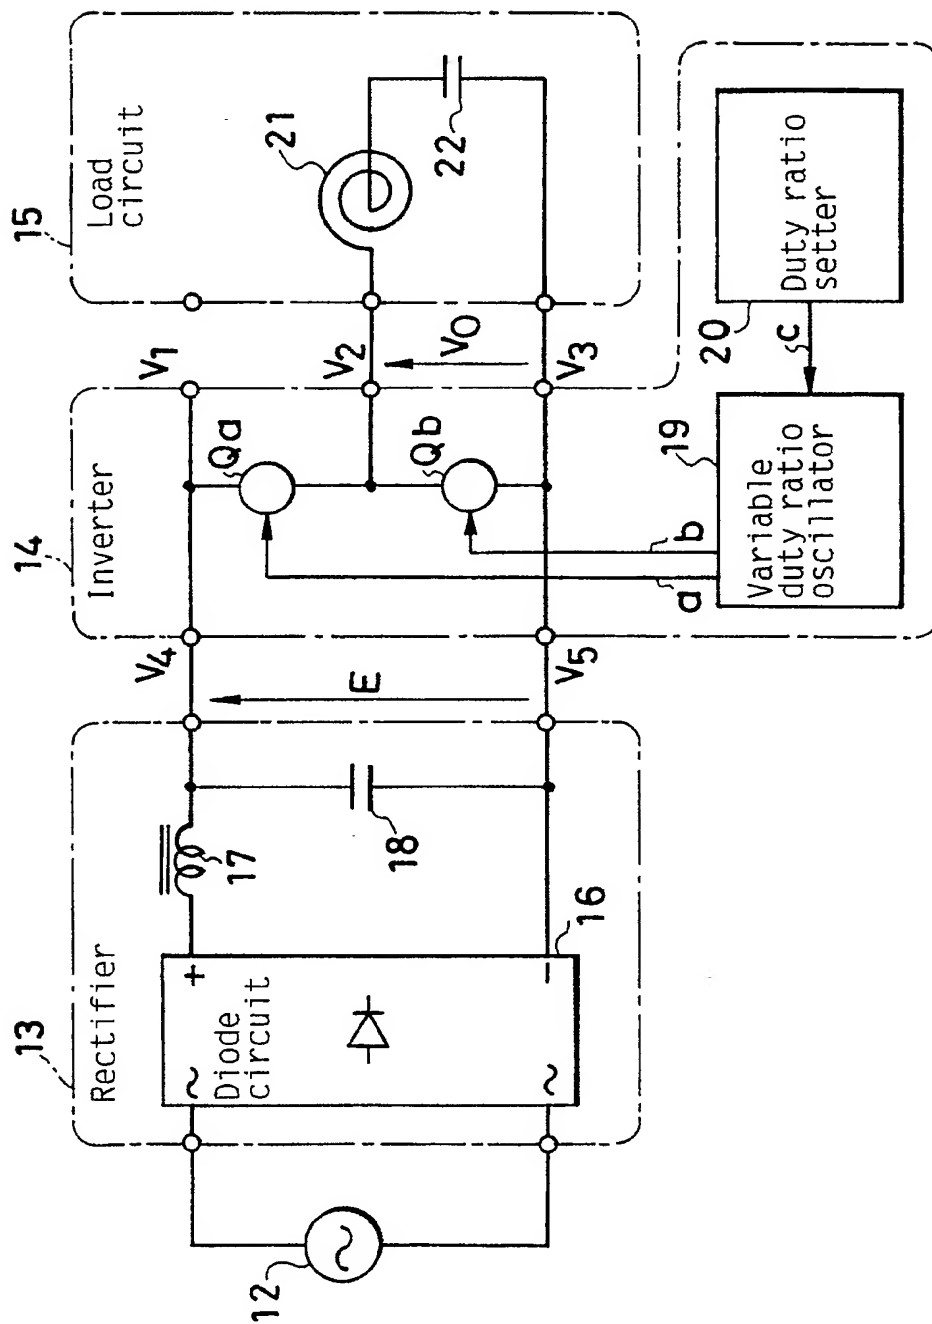 13
Rectifier
12
~
Diode
circuit
~
+
~
−
16
17
18
V4
E
V5
14
Inverter
Qa
Qb
a
b
19
Variable
duty ratio
oscillator
c
20
Duty ratio
setter
V1
V2
V0
V3
15
Load
circuit
21
22